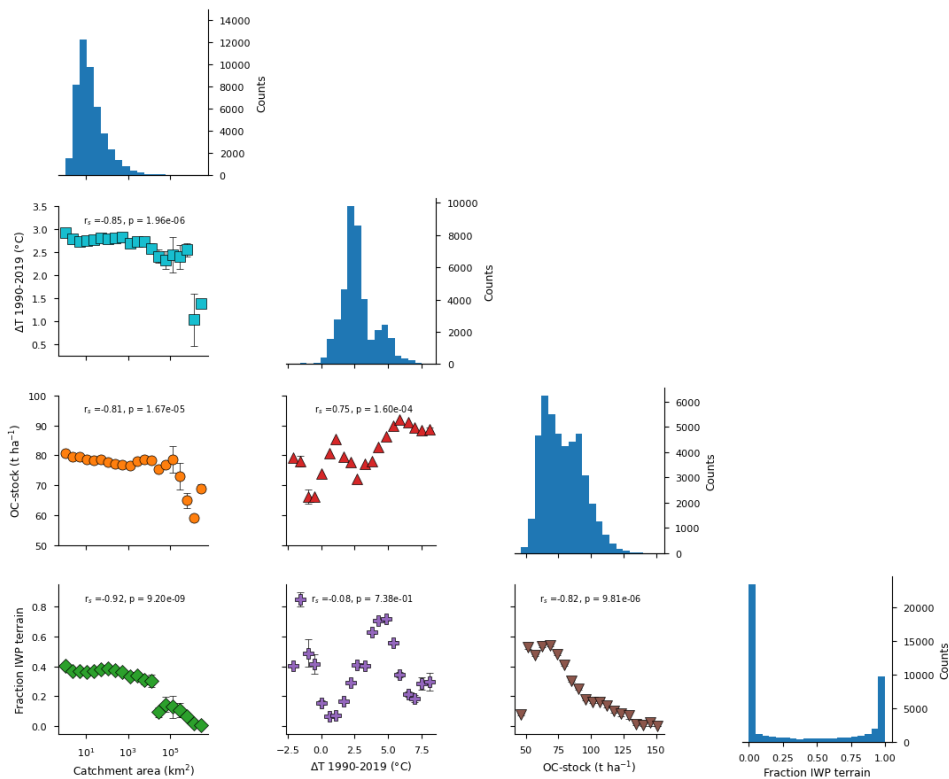 14000
12000
10000
8000
6000
4000
2000
0
Counts
3.5
3.0
2.5
2.0
1.5
1.0
0.5
ΔT 1990-2019 (°C)
rₛ =-0.85, p = 1.96e-06
10000
8000
6000
4000
2000
0
Counts
100
90
80
70
60
50
OC-stock (t ha⁻¹)
rₛ =-0.81, p = 1.67e-05
rₛ =0.75, p = 1.60e-04
6000
5000
4000
3000
2000
1000
0
Counts
0.8
0.6
0.4
0.2
0.0
Fraction IWP terrain
rₛ =-0.92, p = 9.20e-09
rₛ =-0.08, p = 7.38e-01
rₛ =-0.82, p = 9.81e-06
20000
15000
10000
5000
0
Counts
10¹ 10³ 10⁵
Catchment area (km²)
−2.5 0.0 2.5 5.0 7.5
ΔT 1990-2019 (°C)
50 75 100 125 150
OC-stock (t ha⁻¹)
0.00 0.25 0.50 0.75 1.00
Fraction IWP terrain